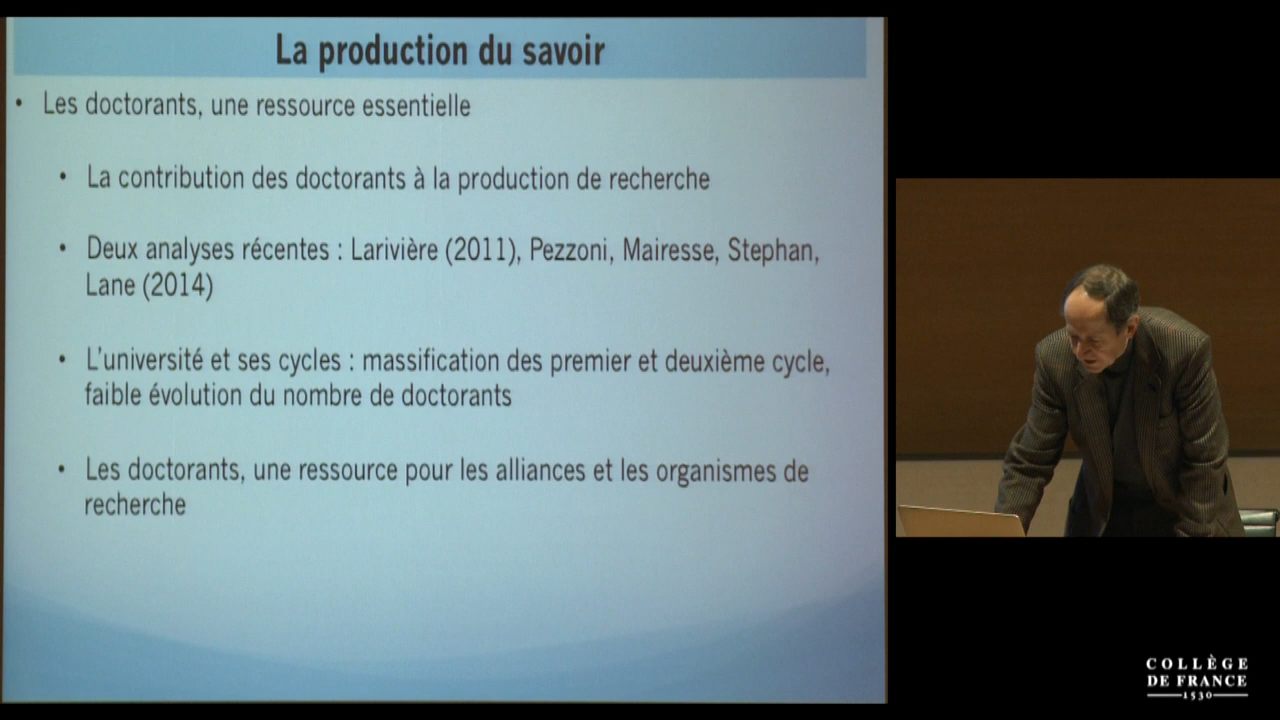 La production du savoir
• Les doctorants, une ressource essentielle
• La contribution des doctorants à la production de recherche
• Deux analyses récentes : Larivière (2011), Pezzoni, Mairesse, Stephan,
Lane (2014)
• L'université et ses cycles : massification des premier et deuxième cycle,
faible évolution du nombre de doctorants
• Les doctorants, une ressource pour les alliances et les organismes de
recherche
COLLÈGE
DE FRANCE
1530